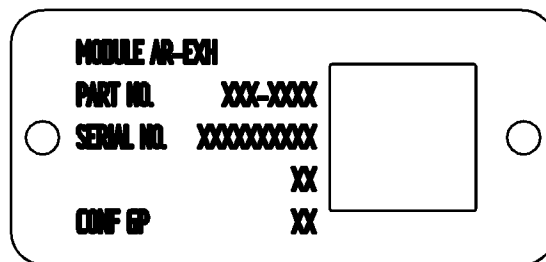 MODULE AR-EXH
PART NO. XXX-XXXX
SERIAL NO. XXXXXXXXXX
XX
CONF GP XX